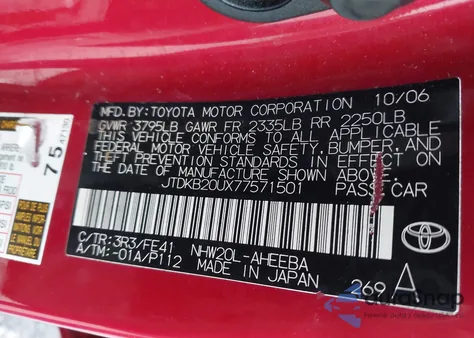 MFD.BY: TOYOTA MOTOR CORPORATION 10/06
GVWR 3795LB GAWR FR 2335LB RR 2250LB
THIS VEHICLE CONFORMS TO ALL APPLICABLE
FEDERAL MOTOR VEHICLE SAFETY, BUMPER, AND
THEFT PREVENTION STANDARDS IN EFFECT ON
THE DATE OF MANUFACTURE SHOWN ABOVE.
JTDKB20UX77571501 PASS.CAR
C/TR:3R3/FE41 NHW20L-AHEEBA
A/TM:-01A/P112 MADE IN JAPAN 269 A
75
47130